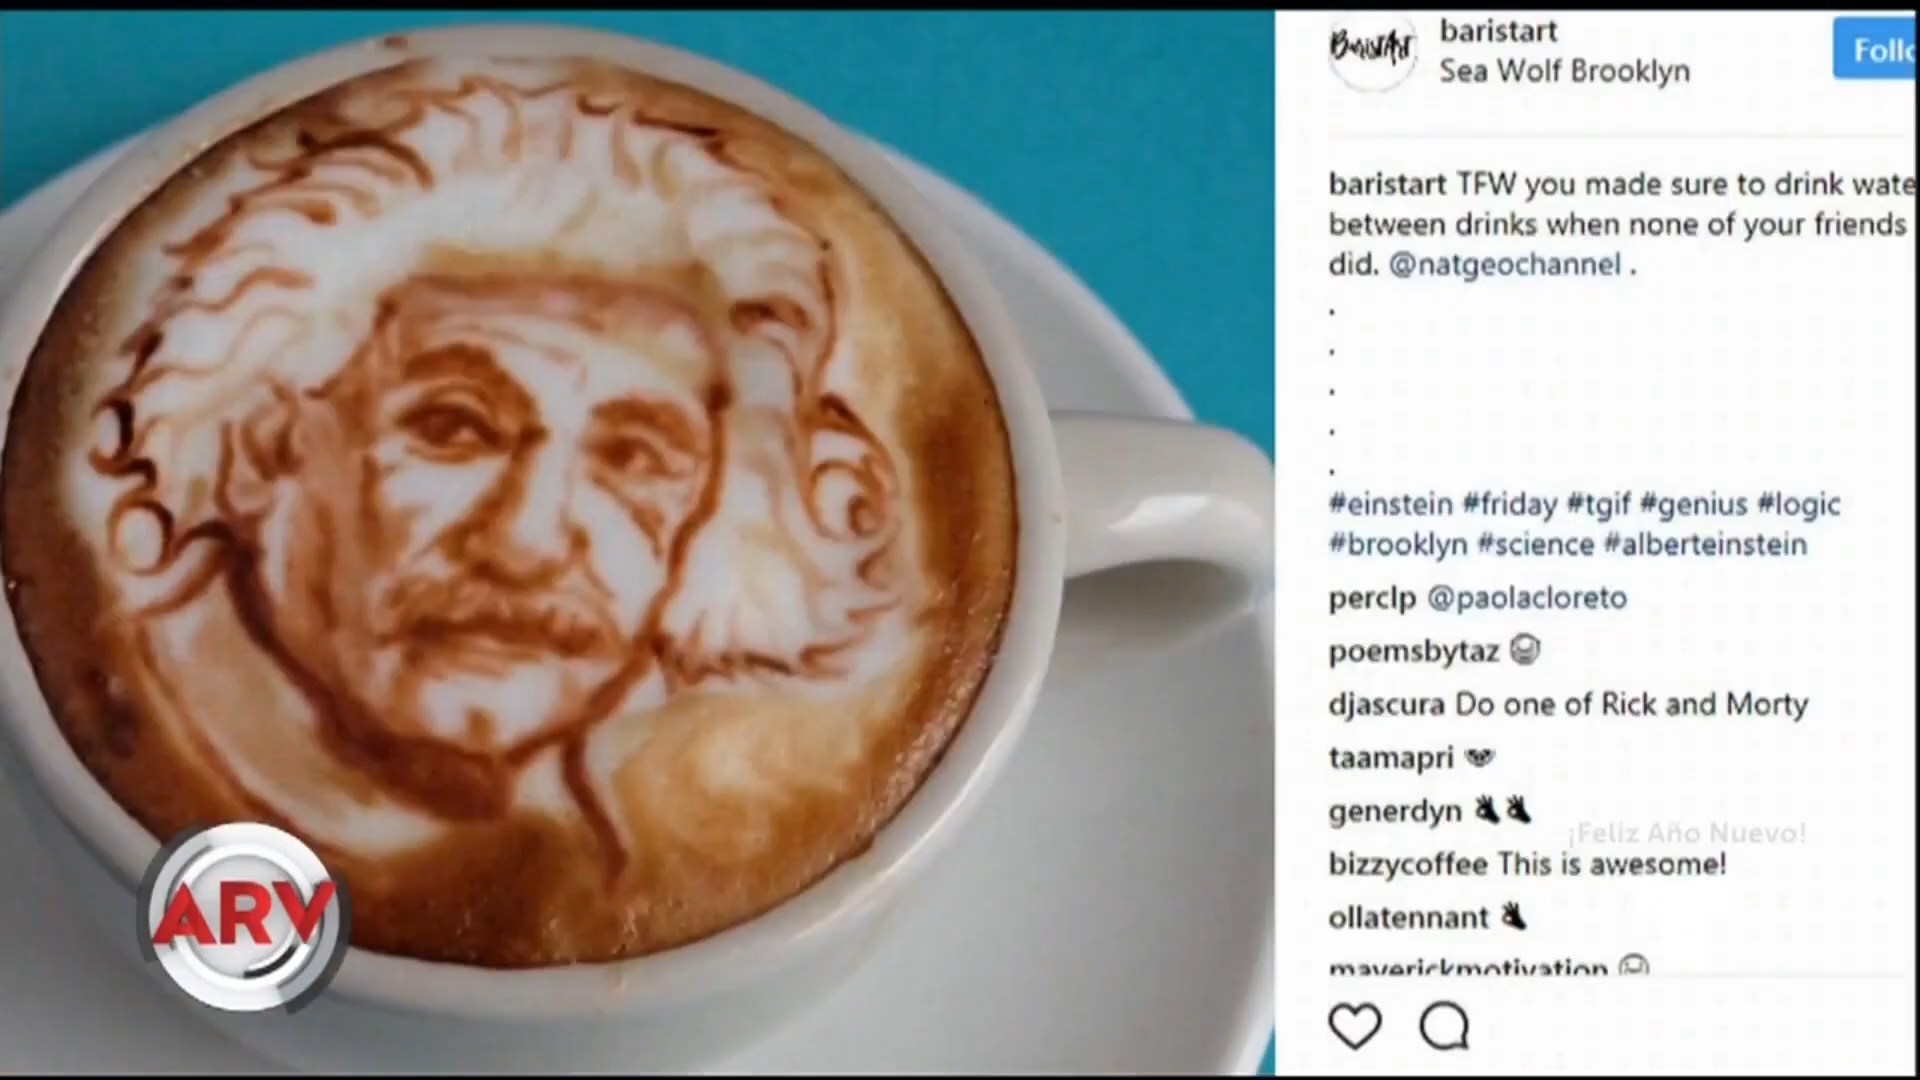 BaristArt
baristart
Sea Wolf Brooklyn
Follo
baristart TFW you made sure to drink wate
between drinks when none of your friends
did. @natgeochannel .
.
.
.
.
.
#einstein #friday #tgif #genius #logic
#brooklyn #science #alberteinstein
perclp @paolacloreto
poemsbytaz
djascura Do one of Rick and Morty
taamapri
generdyn
¡Feliz Año Nuevo!
bizzycoffee This is awesome!
ollatennant
maverickmotivation
ARV